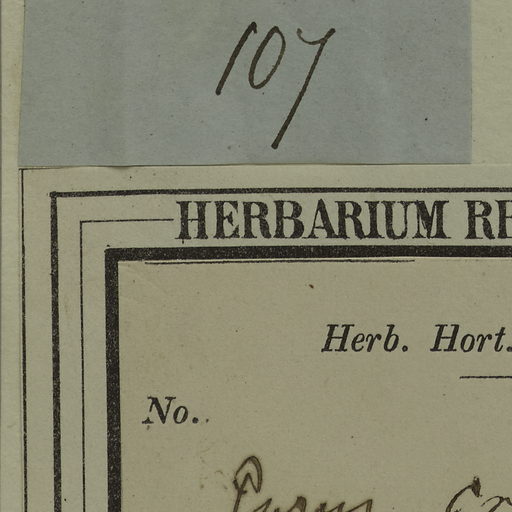 107
HERBARIUM RE
Herb. Hort.
No.